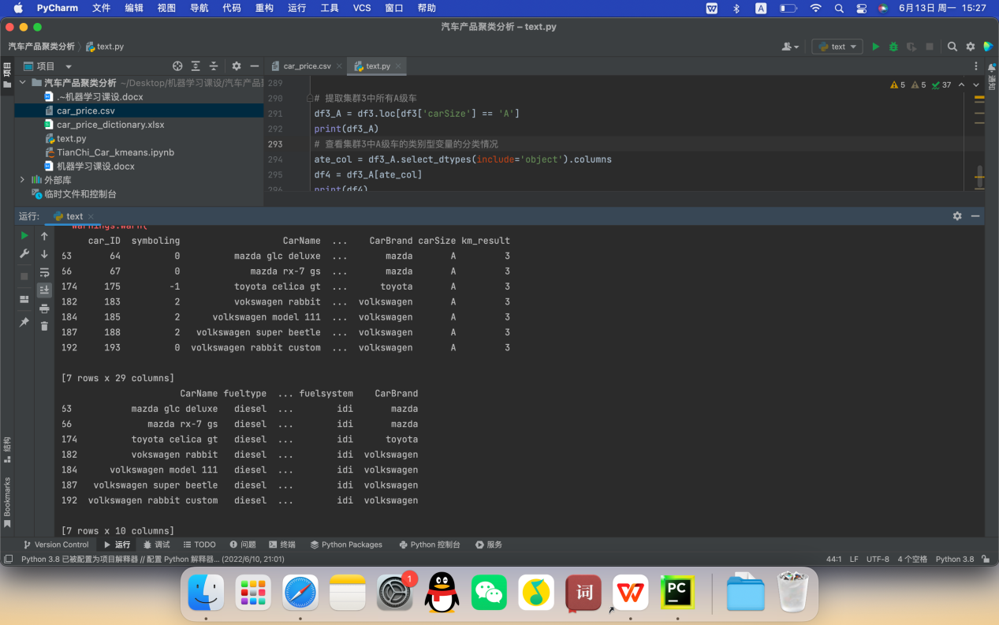 PyCharm 文件 编辑 视图 导航 代码 重构 运行 工具 VCS 窗口 帮助 A 6月13日 周一 15:27
汽车产品聚类分析 – text.py
汽车产品聚类分析 text.py text
项目 项目 car_price.csv text.py
汽车产品聚类分析 ~/Desktop/机器学习课设/汽车产品
.~机器学习课设.docx
car_price.csv
car_price_dictionary.xlsx
text.py
TianChi_Car_kmeans.ipynb
机器学习课设.docx
外部库
临时文件和控制台
289
290 # 提取集群3中所有A级车
291 df3_A = df3.loc[df3['carSize'] == 'A']
292 print(df3_A)
293 # 查看集群3中A级车的类别型变量的分类情况
294 ate_col = df3_A.select_dtypes(include='object').columns
295 df4 = df3_A[ate_col]
296 print(df4)
5 5 37
通知
运行: text
warnings.warn(
car_ID symboling CarName ... CarBrand carSize km_result
63 64 0 mazda glc deluxe ... mazda A 3
66 67 0 mazda rx-7 gs ... mazda A 3
174 175 -1 toyota celica gt ... toyota A 3
182 183 2 vokswagen rabbit ... volkswagen A 3
184 185 2 volkswagen model 111 ... volkswagen A 3
187 188 2 volkswagen super beetle ... volkswagen A 3
192 193 0 volkswagen rabbit custom ... volkswagen A 3
[7 rows x 29 columns]
CarName fueltype ... fuelsystem CarBrand
63 mazda glc deluxe diesel ... idi mazda
66 mazda rx-7 gs diesel ... idi mazda
174 toyota celica gt diesel ... idi toyota
182 vokswagen rabbit diesel ... idi volkswagen
184 volkswagen model 111 diesel ... idi volkswagen
187 volkswagen super beetle diesel ... idi volkswagen
192 volkswagen rabbit custom diesel ... idi volkswagen
[7 rows x 10 columns]
结构
Bookmarks
Version Control 运行 调试 TODO 问题 终端 Python Packages Python 控制台 服务
Python 3.8 已被配置为项目解释器 // 配置 Python 解释器... (2022/6/10, 21:01) 44:1 LF UTF-8 4 个空格 Python 3.8
1
词
PC